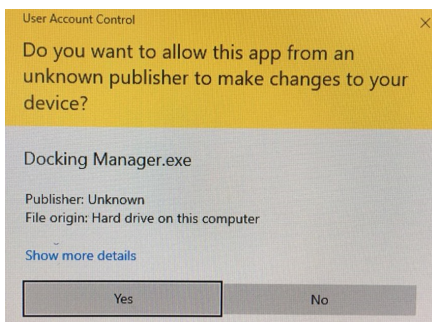 User Account Control
Do you want to allow this app from an
unknown publisher to make changes to your
device?
Docking Manager.exe
Publisher: Unknown
File origin: Hard drive on this computer
Show more details
Yes
No